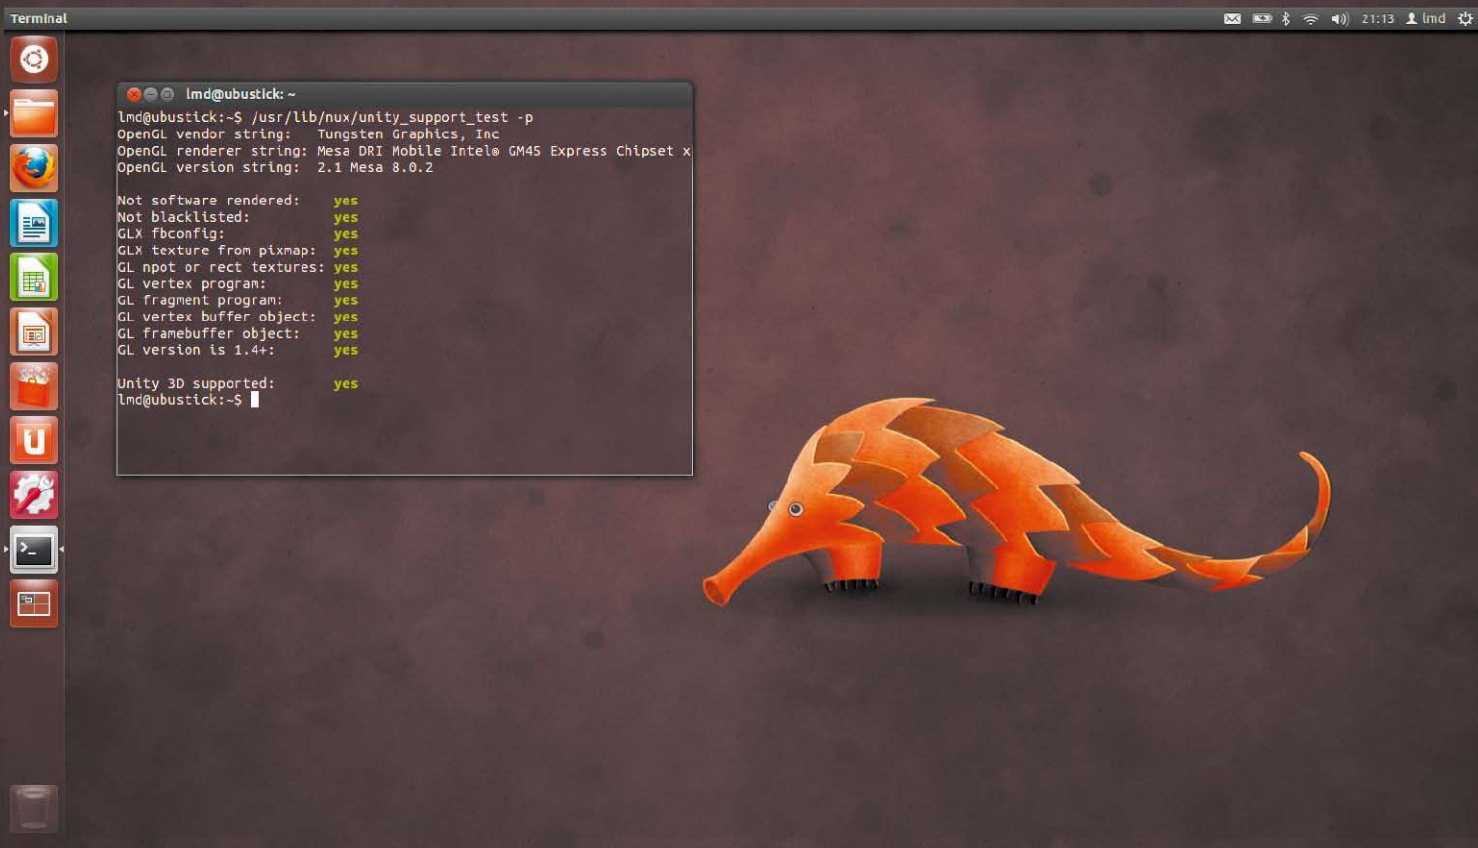 Terminal
21:13 lmd
lmd@ubustick: ~
lmd@ubustick:~$ /usr/lib/nux/unity_support_test -p
OpenGL vendor string:   Tungsten Graphics, Inc
OpenGL renderer string: Mesa DRI Mobile Intel® GM45 Express Chipset x
OpenGL version string:  2.1 Mesa 8.0.2
Not software rendered:    yes
Not blacklisted:          yes
GLX fbconfig:             yes
GLX texture from pixmap:  yes
GL npot or rect textures: yes
GL vertex program:        yes
GL fragment program:      yes
GL vertex buffer object:  yes
GL framebuffer object:    yes
GL version is 1.4+:       yes
Unity 3D supported:       yes
lmd@ubustick:~$